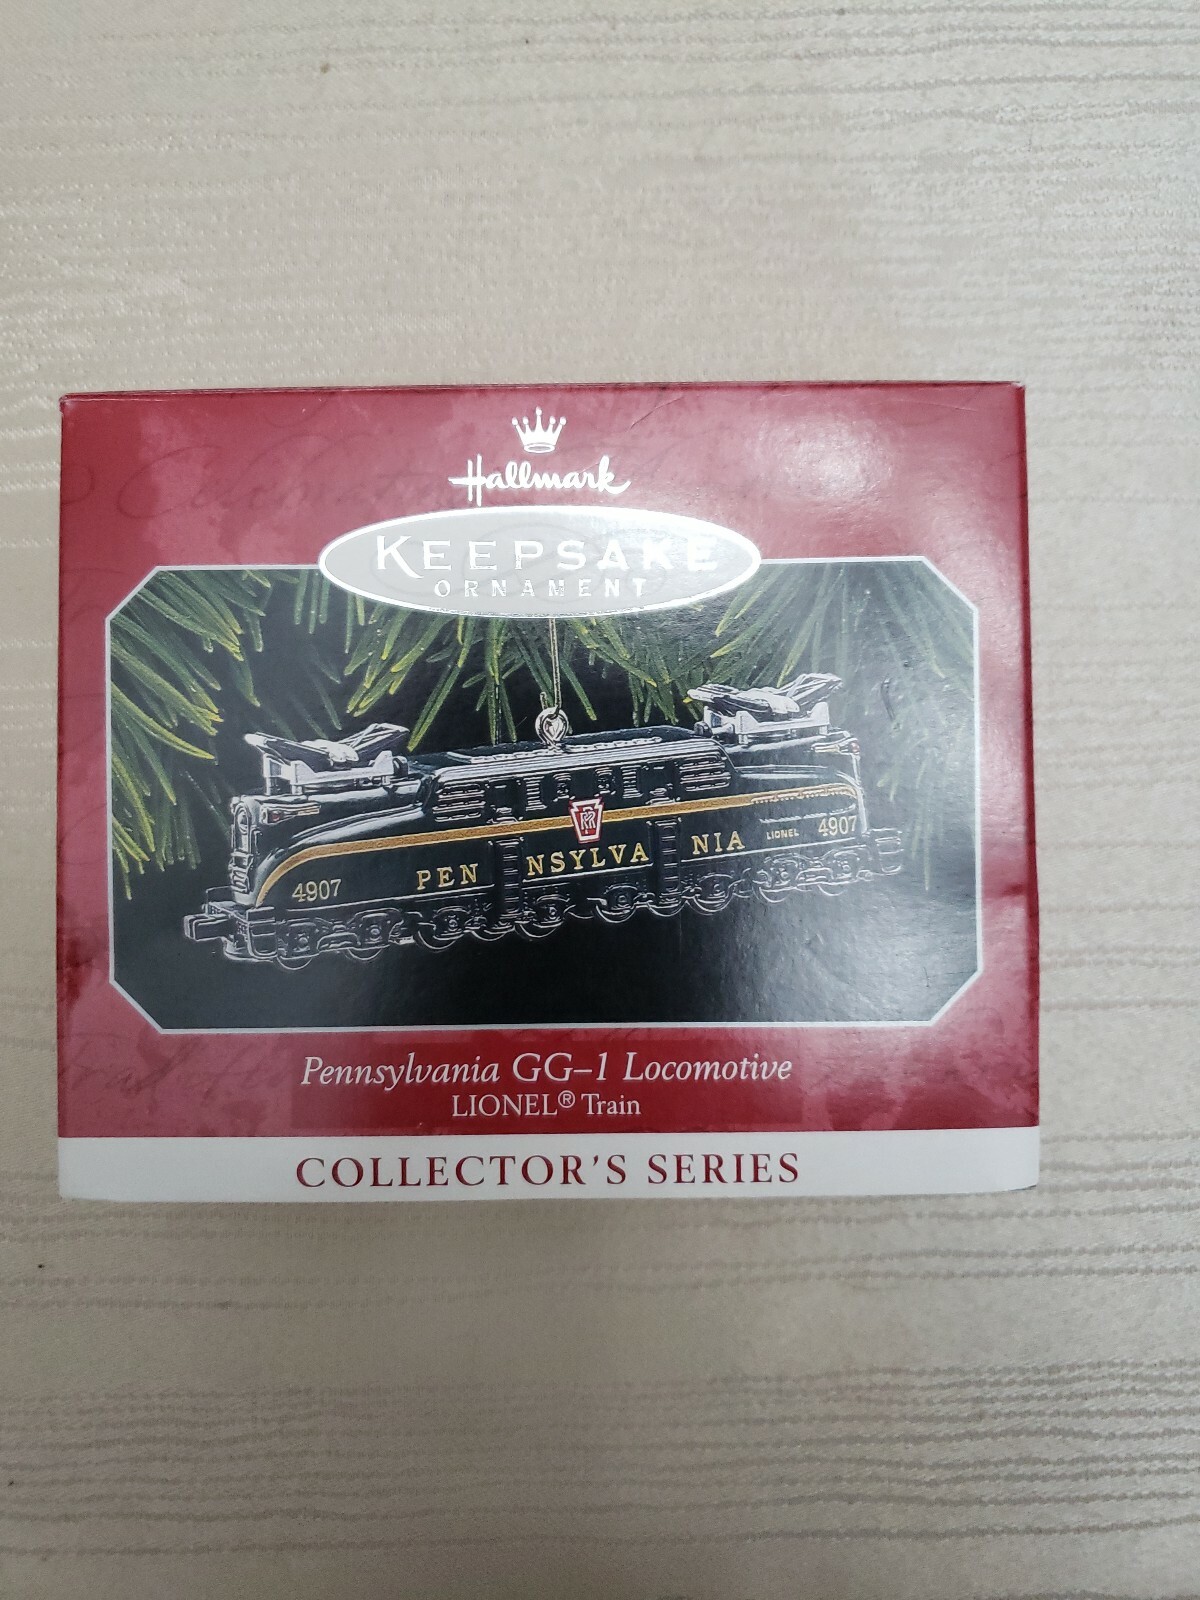 Hallmark
KEEPSAKE
ORNAMENT
4907 PEN NSYLVA NIA LIONEL 4907
Pennsylvania GG–1 Locomotive
LIONEL® Train
COLLECTOR'S SERIES